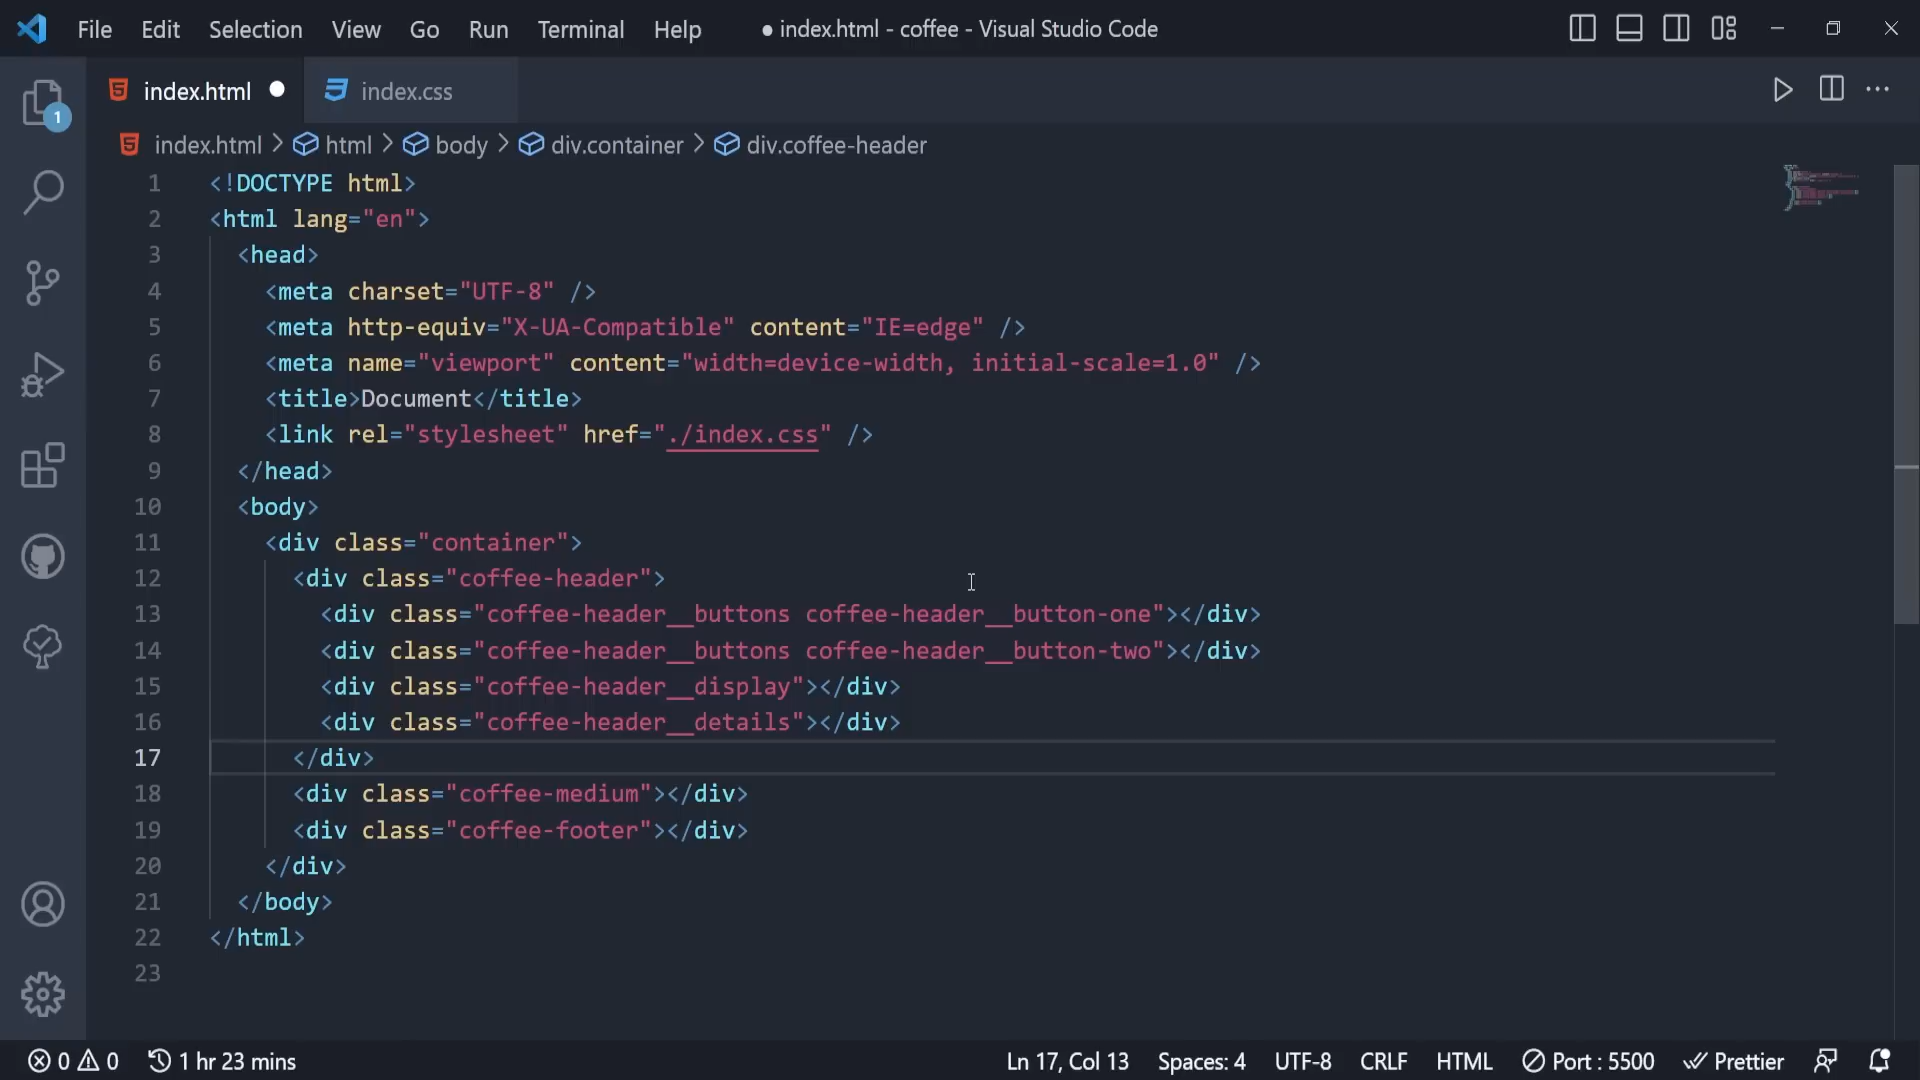 File Edit Selection View Go Run Terminal Help ● index.html - coffee - Visual Studio Code
index.html ● index.css
1
index.html > html > body > div.container > div.coffee-header
1 <!DOCTYPE html>
2 <html lang="en">
3 <head>
4 <meta charset="UTF-8" />
5 <meta http-equiv="X-UA-Compatible" content="IE=edge" />
6 <meta name="viewport" content="width=device-width, initial-scale=1.0" />
7 <title>Document</title>
8 <link rel="stylesheet" href="./index.css" />
9 </head>
10 <body>
11 <div class="container">
12 <div class="coffee-header">
13 <div class="coffee-header__buttons coffee-header__button-one"></div>
14 <div class="coffee-header__buttons coffee-header__button-two"></div>
15 <div class="coffee-header__display"></div>
16 <div class="coffee-header__details"></div>
17 </div>
18 <div class="coffee-medium"></div>
19 <div class="coffee-footer"></div>
20 </div>
21 </body>
22 </html>
23
0 0 1 hr 23 mins Ln 17, Col 13 Spaces: 4 UTF-8 CRLF HTML Port : 5500 Prettier